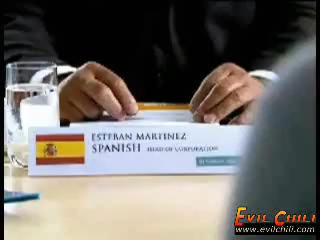 ESTEBAN MARTINEZ
SPANISH HEAD OF CORPORATION
EVIL CHILI
www.evilchili.com